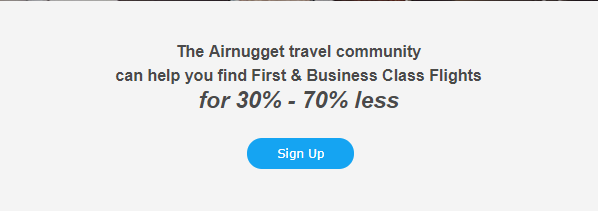 The Airnugget travel community
can help you find First & Business Class Flights
for 30% - 70% less
Sign Up